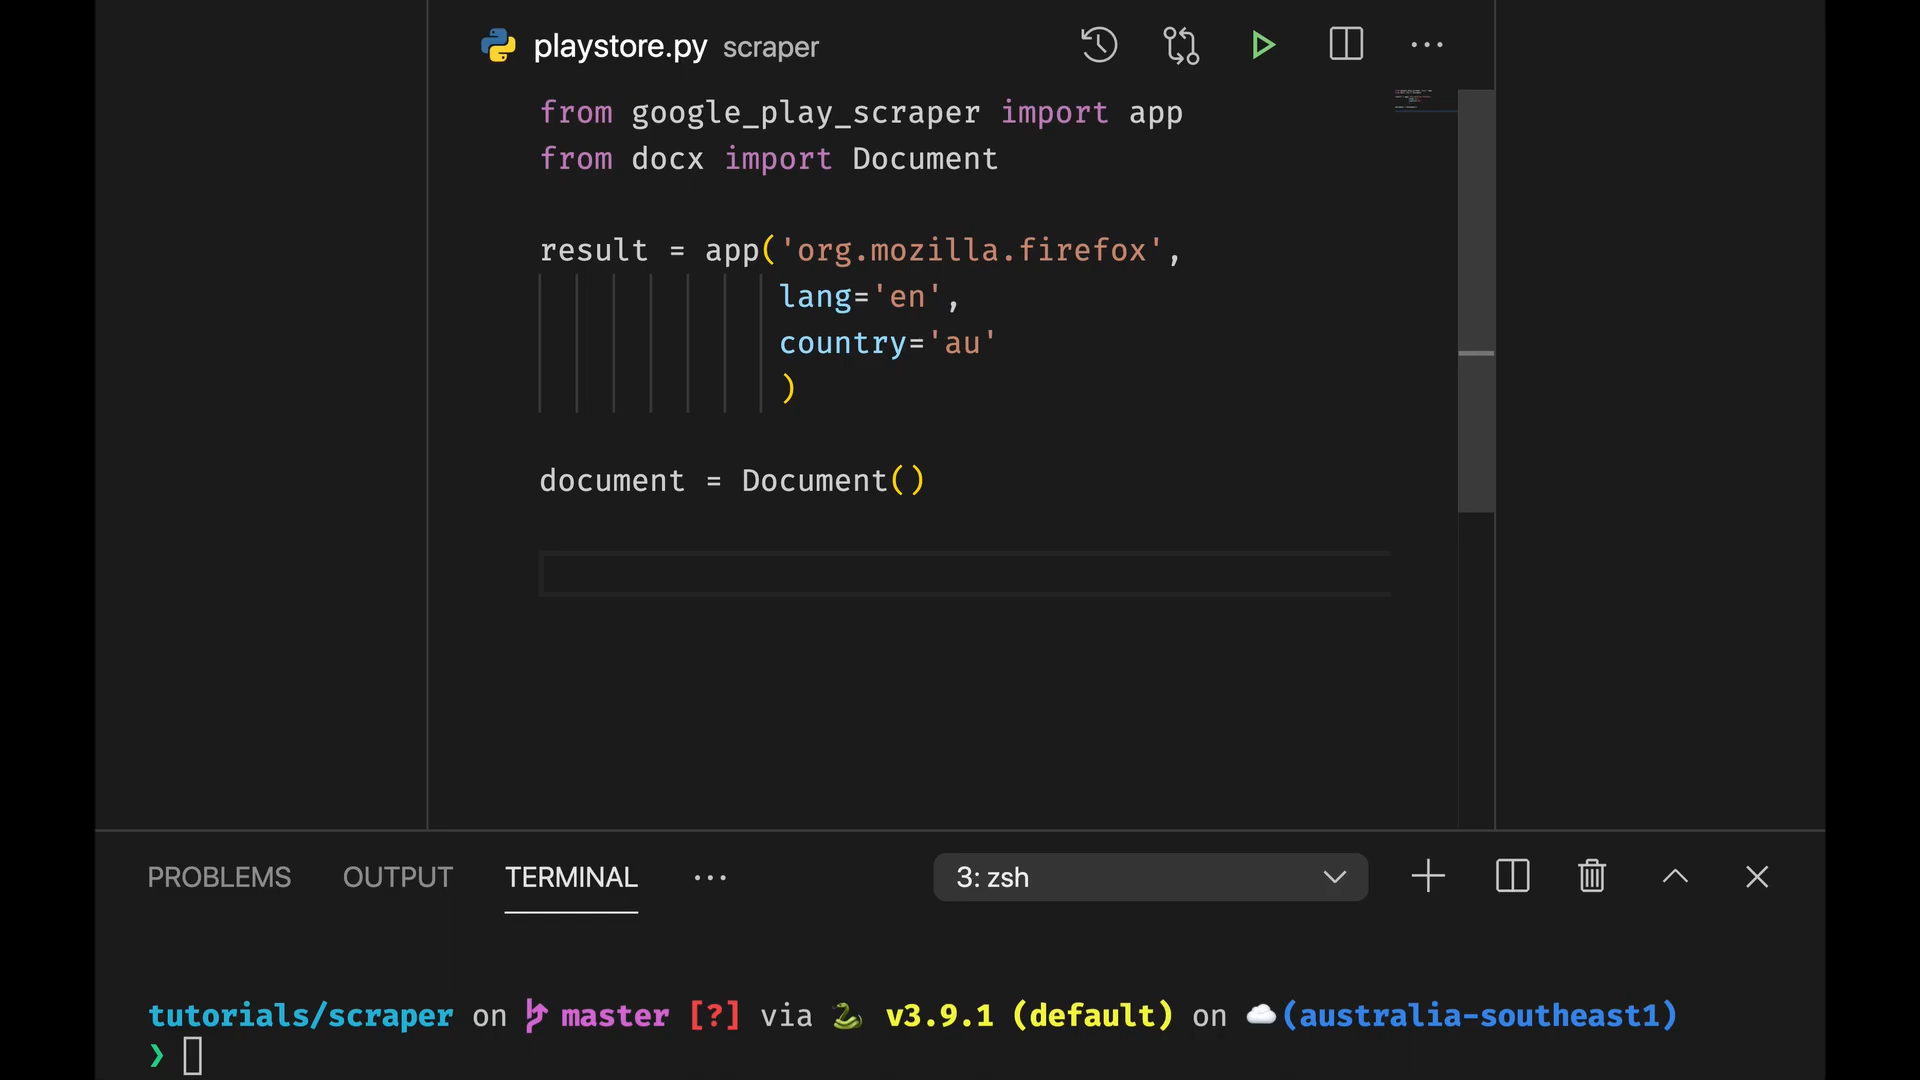 playstore.py scraper
from google_play_scraper import app
from docx import Document
result = app('org.mozilla.firefox',
lang='en',
country='au'
)
document = Document()
PROBLEMS OUTPUT TERMINAL ··· 3: zsh
tutorials/scraper on master [?] via 🐍 v3.9.1 (default) on ☁️(australia-southeast1)
❯